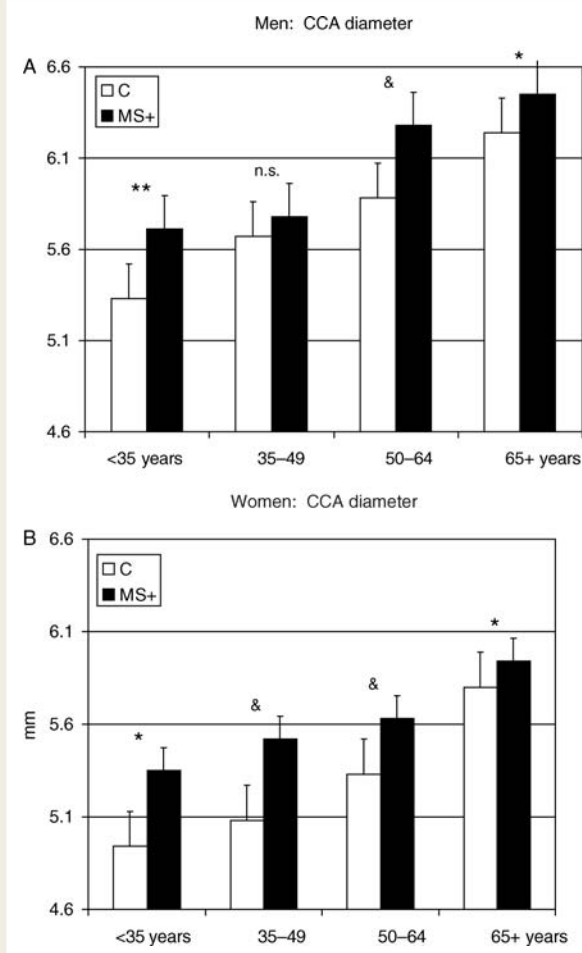 Men: CCA diameter
A
6.6
6.1
5.6
5.1
4.6
C
MS+
**
n.s.
&
*
<35 years
35–49
50–64
65+ years
Women: CCA diameter
B
6.6
6.1
5.6
5.1
4.6
mm
C
MS+
*
&
&
*
<35 years
35–49
50–64
65+ years